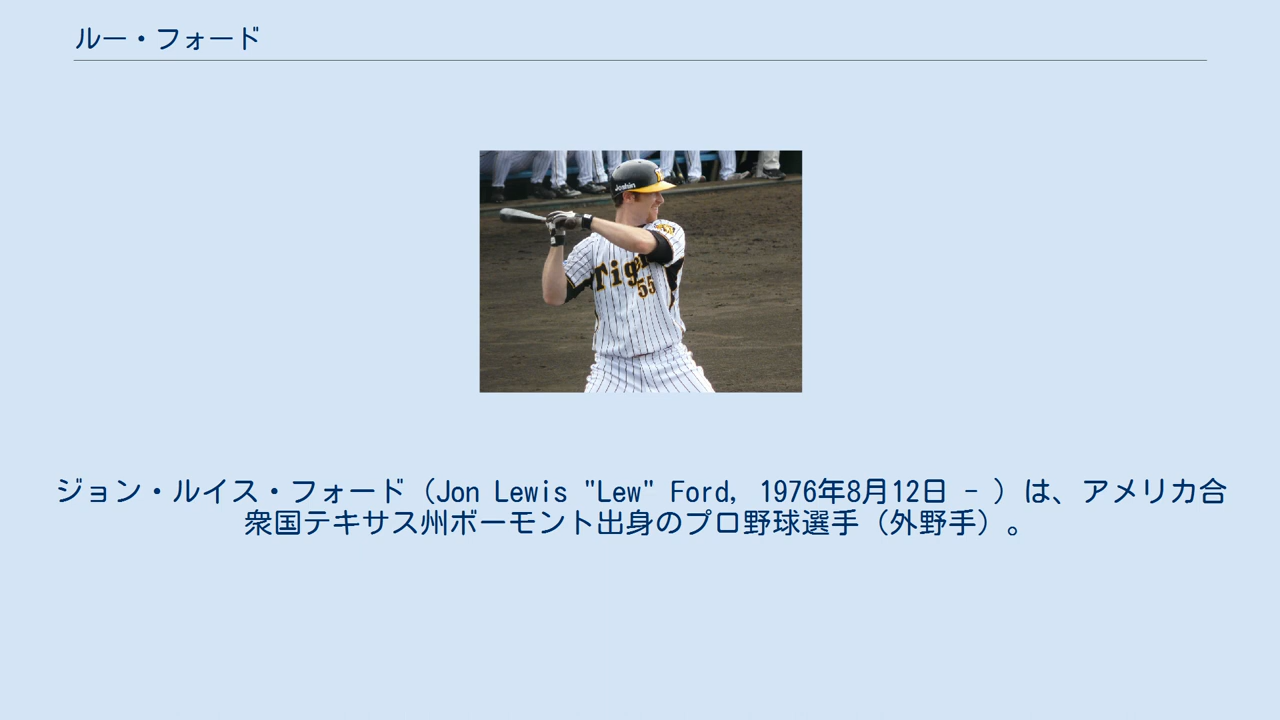 ルー・フォード
Joshin
Tig
55
ジョン・ルイス・フォード（Jon Lewis "Lew" Ford, 1976年8月12日 - ）は、アメリカ合
衆国テキサス州ボーモント出身のプロ野球選手（外野手）。